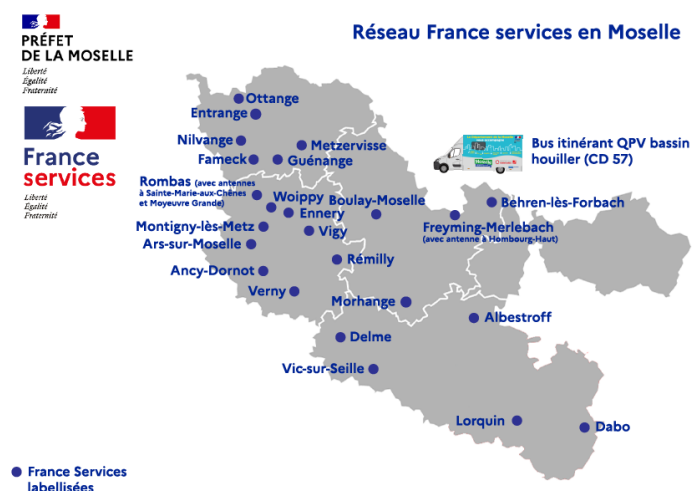 PRÉFET
DE LA MOSELLE
Liberté
Égalité
Fraternité
France
services
Liberté
Égalité
Fraternité
Réseau France services en Moselle
Bus itinérant QPV bassin
houiller (CD 57)
Ottange
Entrange
Nilvange
Metzervisse
Fameck
Guénange
Rombas (avec antennes
à Sainte-Marie-aux-Chênes
et Moyeuvre Grande)
Woippy
Boulay-Moselle
Behren-lès-Forbach
Ennery
Montigny-lès-Metz
Vigy
Freyming-Merlebach
(avec antenne à Hombourg-Haut)
Ars-sur-Moselle
Rémilly
Ancy-Dornot
Verny
Morhange
Albestroff
Delme
Vic-sur-Seille
Lorquin
Dabo
France Services
labellisées